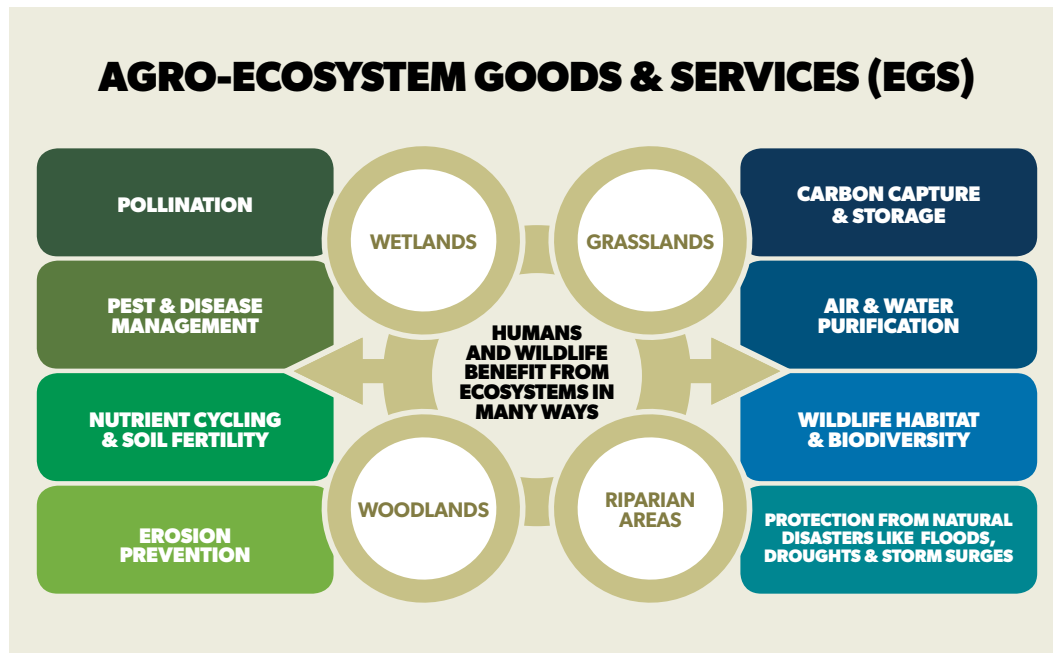 AGRO-ECOSYSTEM GOODS & SERVICES (EGS)
POLLINATION
PEST & DISEASE
MANAGEMENT
NUTRIENT CYCLING
& SOIL FERTILITY
EROSION
PREVENTION
WETLANDS
GRASSLANDS
HUMANS
AND WILDLIFE
BENEFIT FROM
ECOSYSTEMS IN
MANY WAYS
WOODLANDS
RIPARIAN
AREAS
CARBON CAPTURE
& STORAGE
AIR & WATER
PURIFICATION
WILDLIFE HABITAT
& BIODIVERSITY
PROTECTION FROM NATURAL
DISASTERS LIKE FLOODS,
DROUGHTS & STORM SURGES